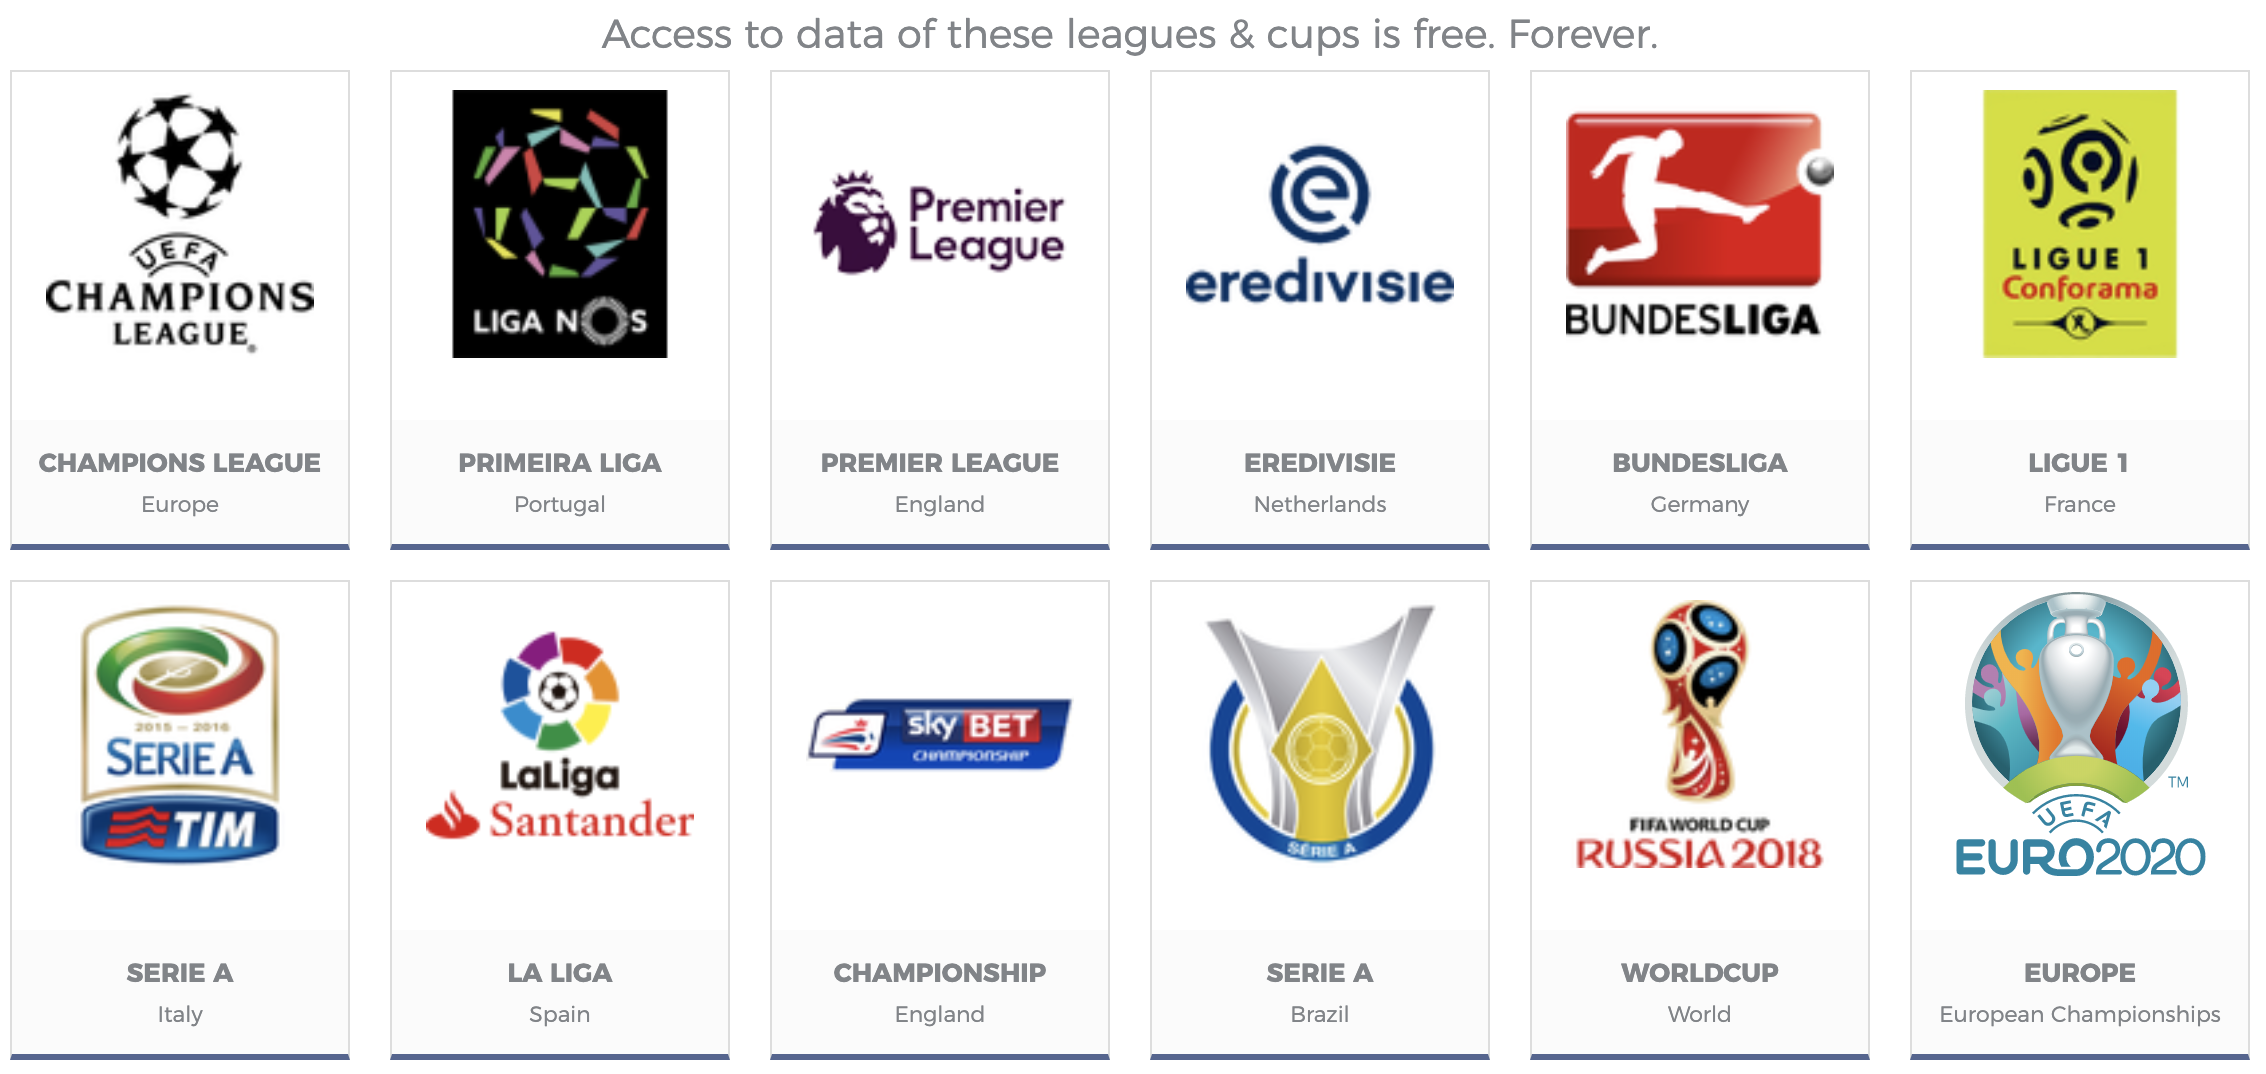 Access to data of these leagues & cups is free. Forever.
UEFA
CHAMPIONS
LEAGUE
CHAMPIONS LEAGUE
Europe
LIGA NOS
PRIMEIRA LIGA
Portugal
Premier
League
PREMIER LEAGUE
England
eredivisie
EREDIVISIE
Netherlands
BUNDESLIGA
BUNDESLIGA
Germany
LIGUE 1
Conforama
LIGUE 1
France
2015 – 2016
SERIE A
TIM
SERIE A
Italy
LaLiga
Santander
LA LIGA
Spain
sky BET
CHAMPIONSHIP
CHAMPIONSHIP
England
SÉRIE A
SERIE A
Brazil
FIFA WORLD CUP
RUSSIA 2018
WORLDCUP
World
TM
UEFA
EURO2020
EUROPE
European Championships